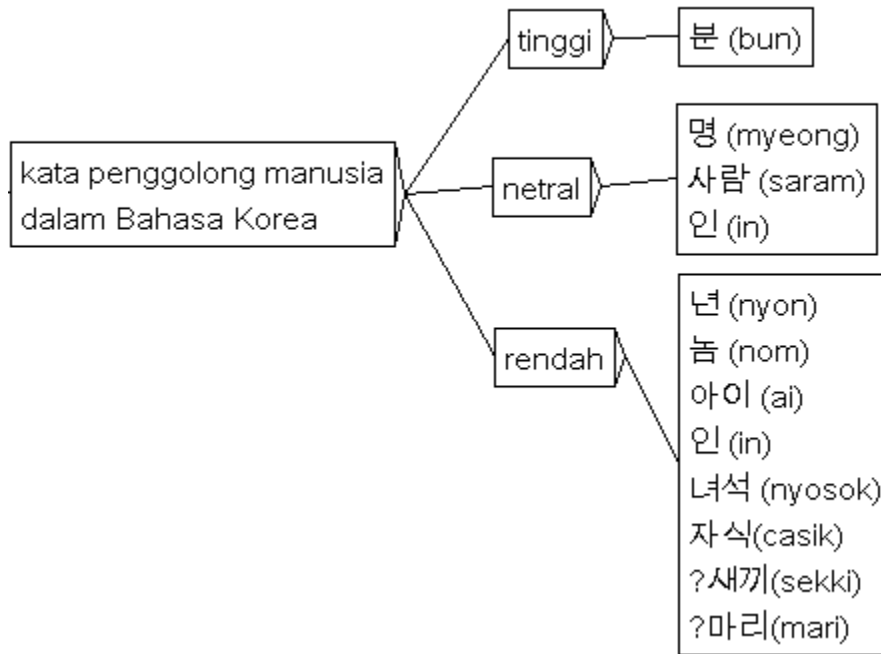 kata penggolong manusia
dalam Bahasa Korea
tinggi
분 (bun)
netral
명 (myeong)
사람 (saram)
인 (in)
rendah
년 (nyon)
놈 (nom)
아이 (ai)
인 (in)
녀석 (nyosok)
자식(casik)
?새끼(sekki)
?마리(mari)